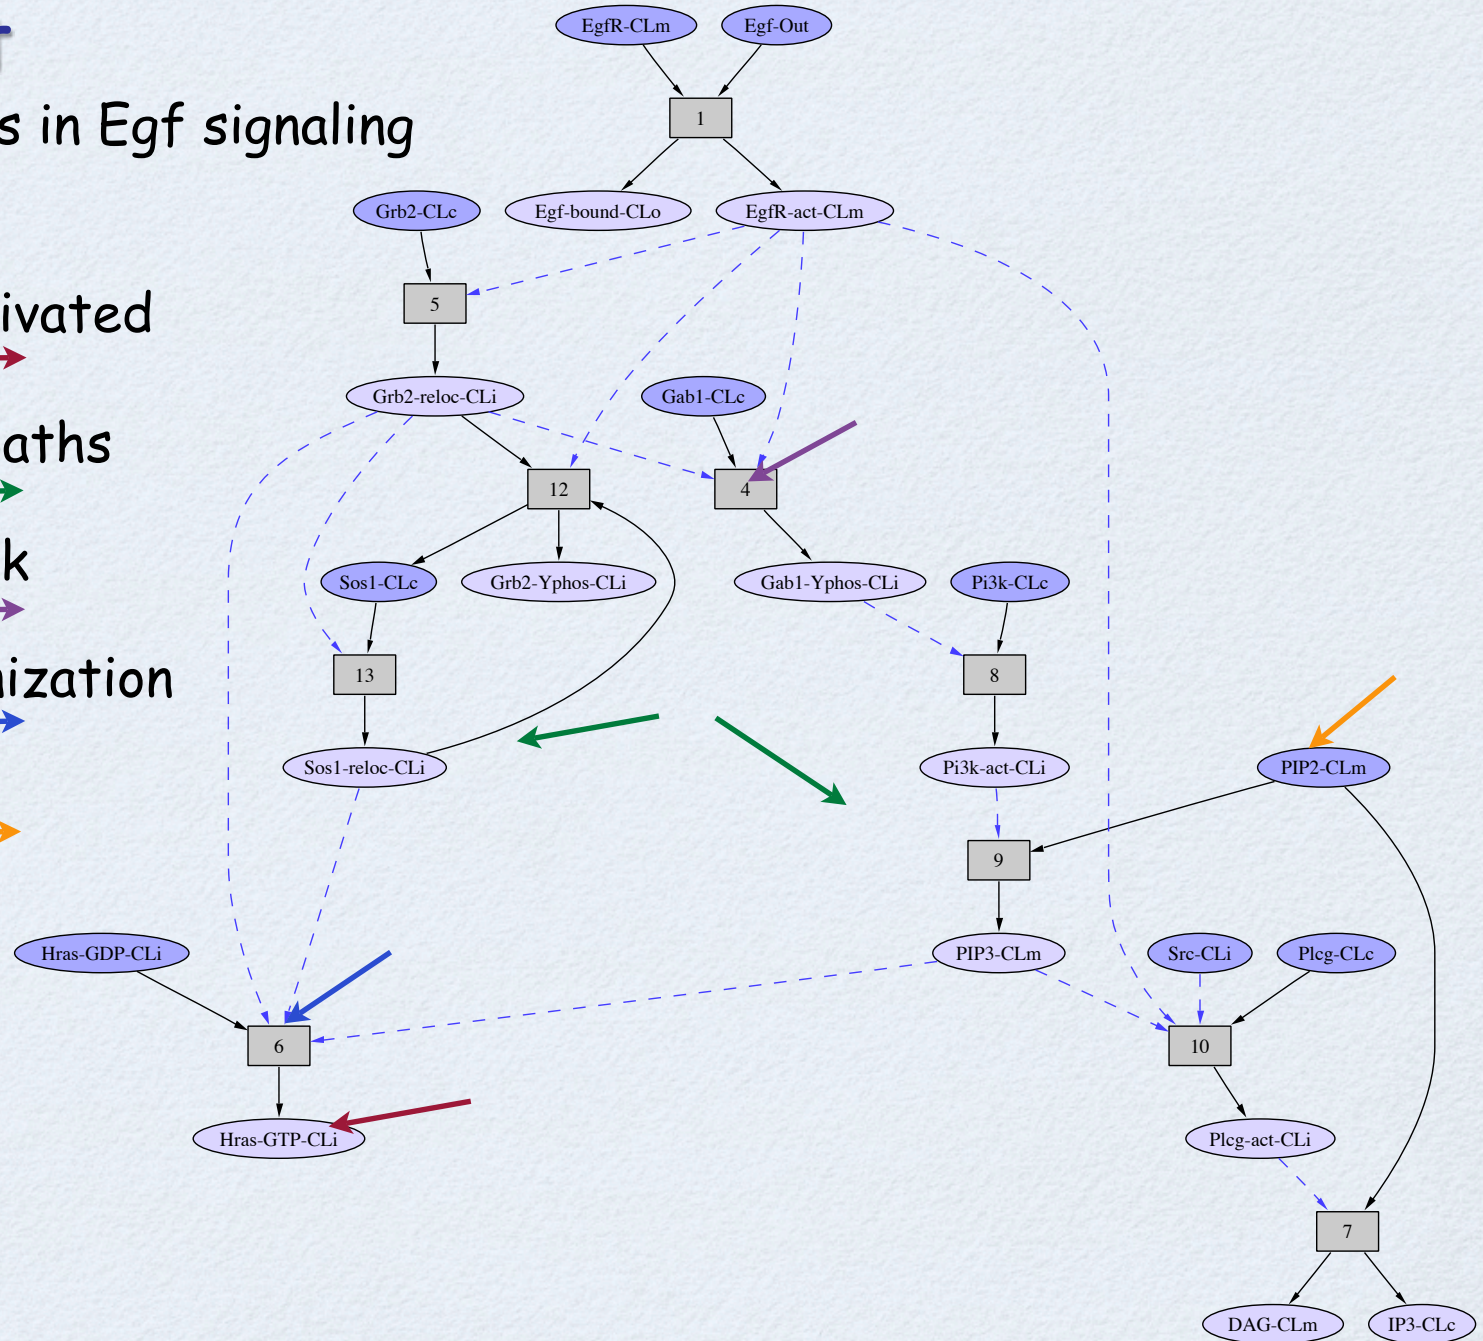 EgfR-CLm Egf-Out
s in Egf signaling
1
Grb2-CLc Egf-bound-CLo EgfR-act-CLm
5
ivated
Grb2-reloc-CLi Gab1-CLc
aths
12 4
k
Sos1-CLc Grb2-Yphos-CLi Gab1-Yphos-CLi Pi3k-CLc
13 8
nization
Sos1-reloc-CLi Pi3k-act-CLi PIP2-CLm
9
Hras-GDP-CLi PIP3-CLm Src-CLi Plcg-CLc
6 10
Hras-GTP-CLi Plcg-act-CLi
7
DAG-CLm IP3-CLc